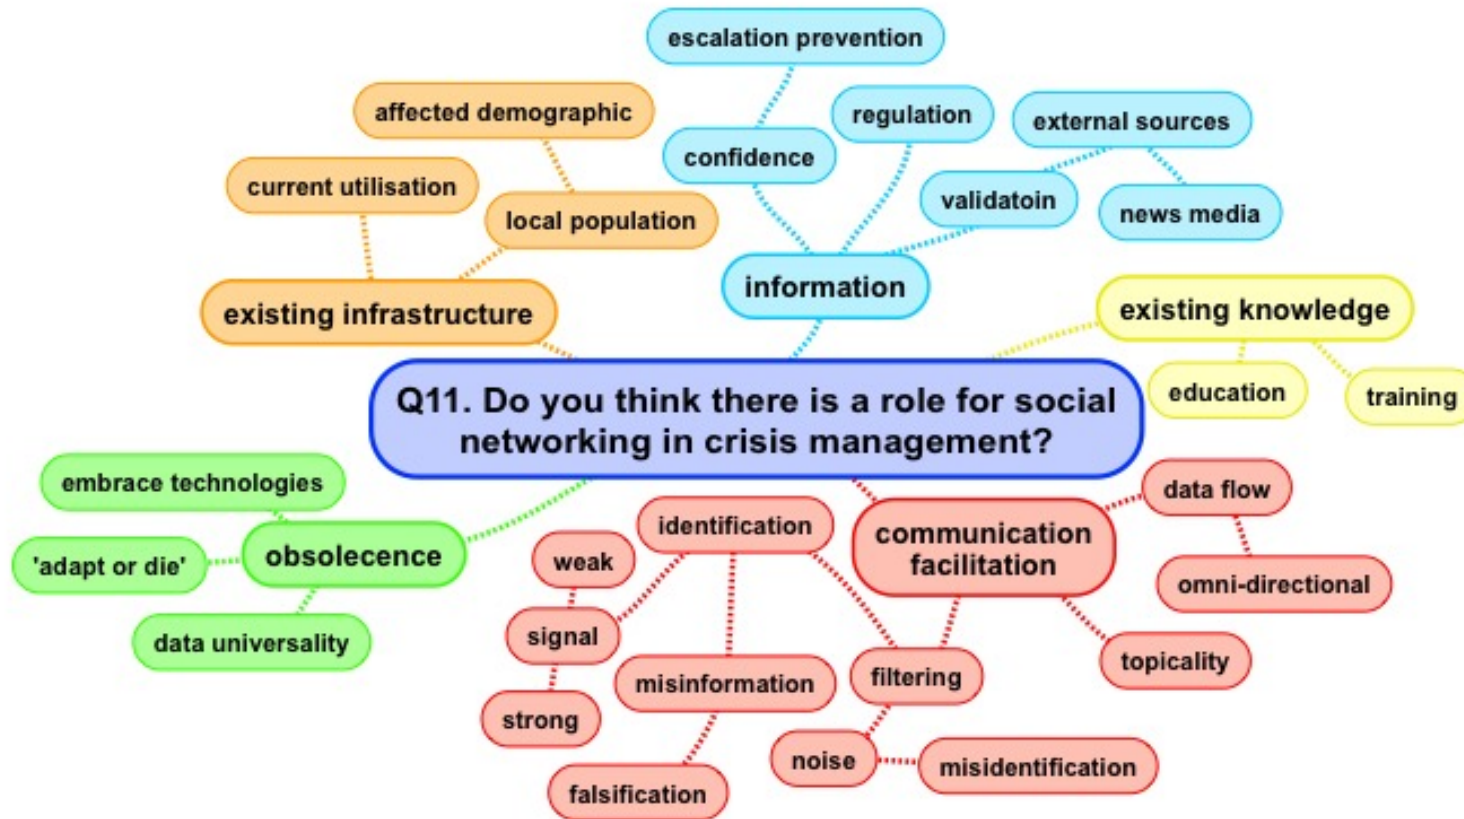 escalation prevention
affected demographic
regulation
external sources
confidence
current utilisation
validatoin
local population
news media
information
existing infrastructure
existing knowledge
education
training
Q11. Do you think there is a role for social
networking in crisis management?
embrace technologies
obsolecence
'adapt or die'
data universality
identification
weak
signal
strong
misinformation
falsification
communication
facilitation
data flow
omni-directional
topicality
filtering
noise
misidentification